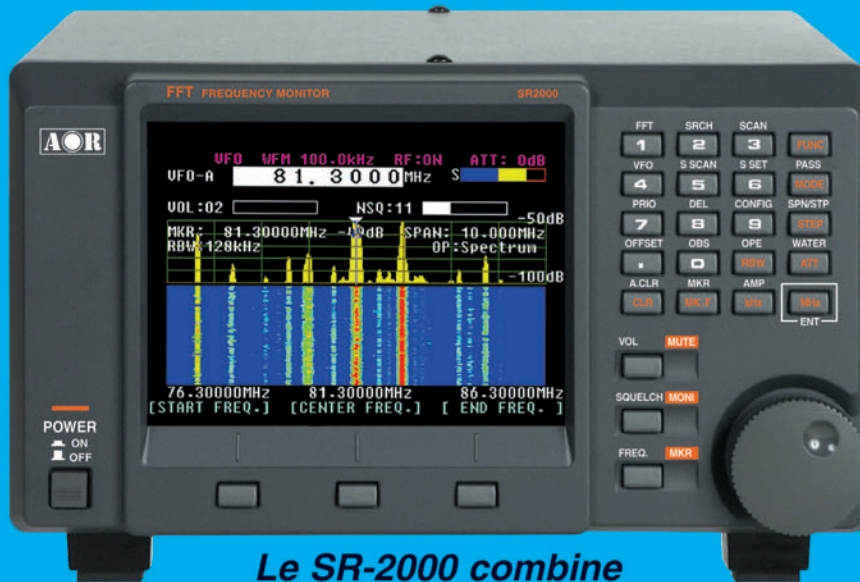 FFT FREQUENCY MONITOR SR2000
AOR
VFO WFM 100.0kHz RF:ON ATT: 0dB
VFO-A 81.3000MHz S
VOL:02 NSQ:11
-50dB
MKR: 81.30000MHz SPAN: 10.000MHz
RBW:128kHz OP:Spectrum
-100dB
76.30000MHz 81.30000MHz 86.30000MHz
[START FREQ.] [CENTER FREQ.] [ END FREQ. ]
POWER
ON
OFF
FFT SRCH SCAN
1 2 3 FUNC
VFO S SCAN S SET PASS
4 5 6 MODE
PRIO DEL CONFIG SPN/STP
7 8 9 STEP
OFFSET OBS OPE WATER
. 0 RBW ATT
A.CLR MKR AMP
CLR MK.F kHz MHz
ENT
VOL MUTE
SQUELCH MONI
FREQ. MKR
Le SR-2000 combine